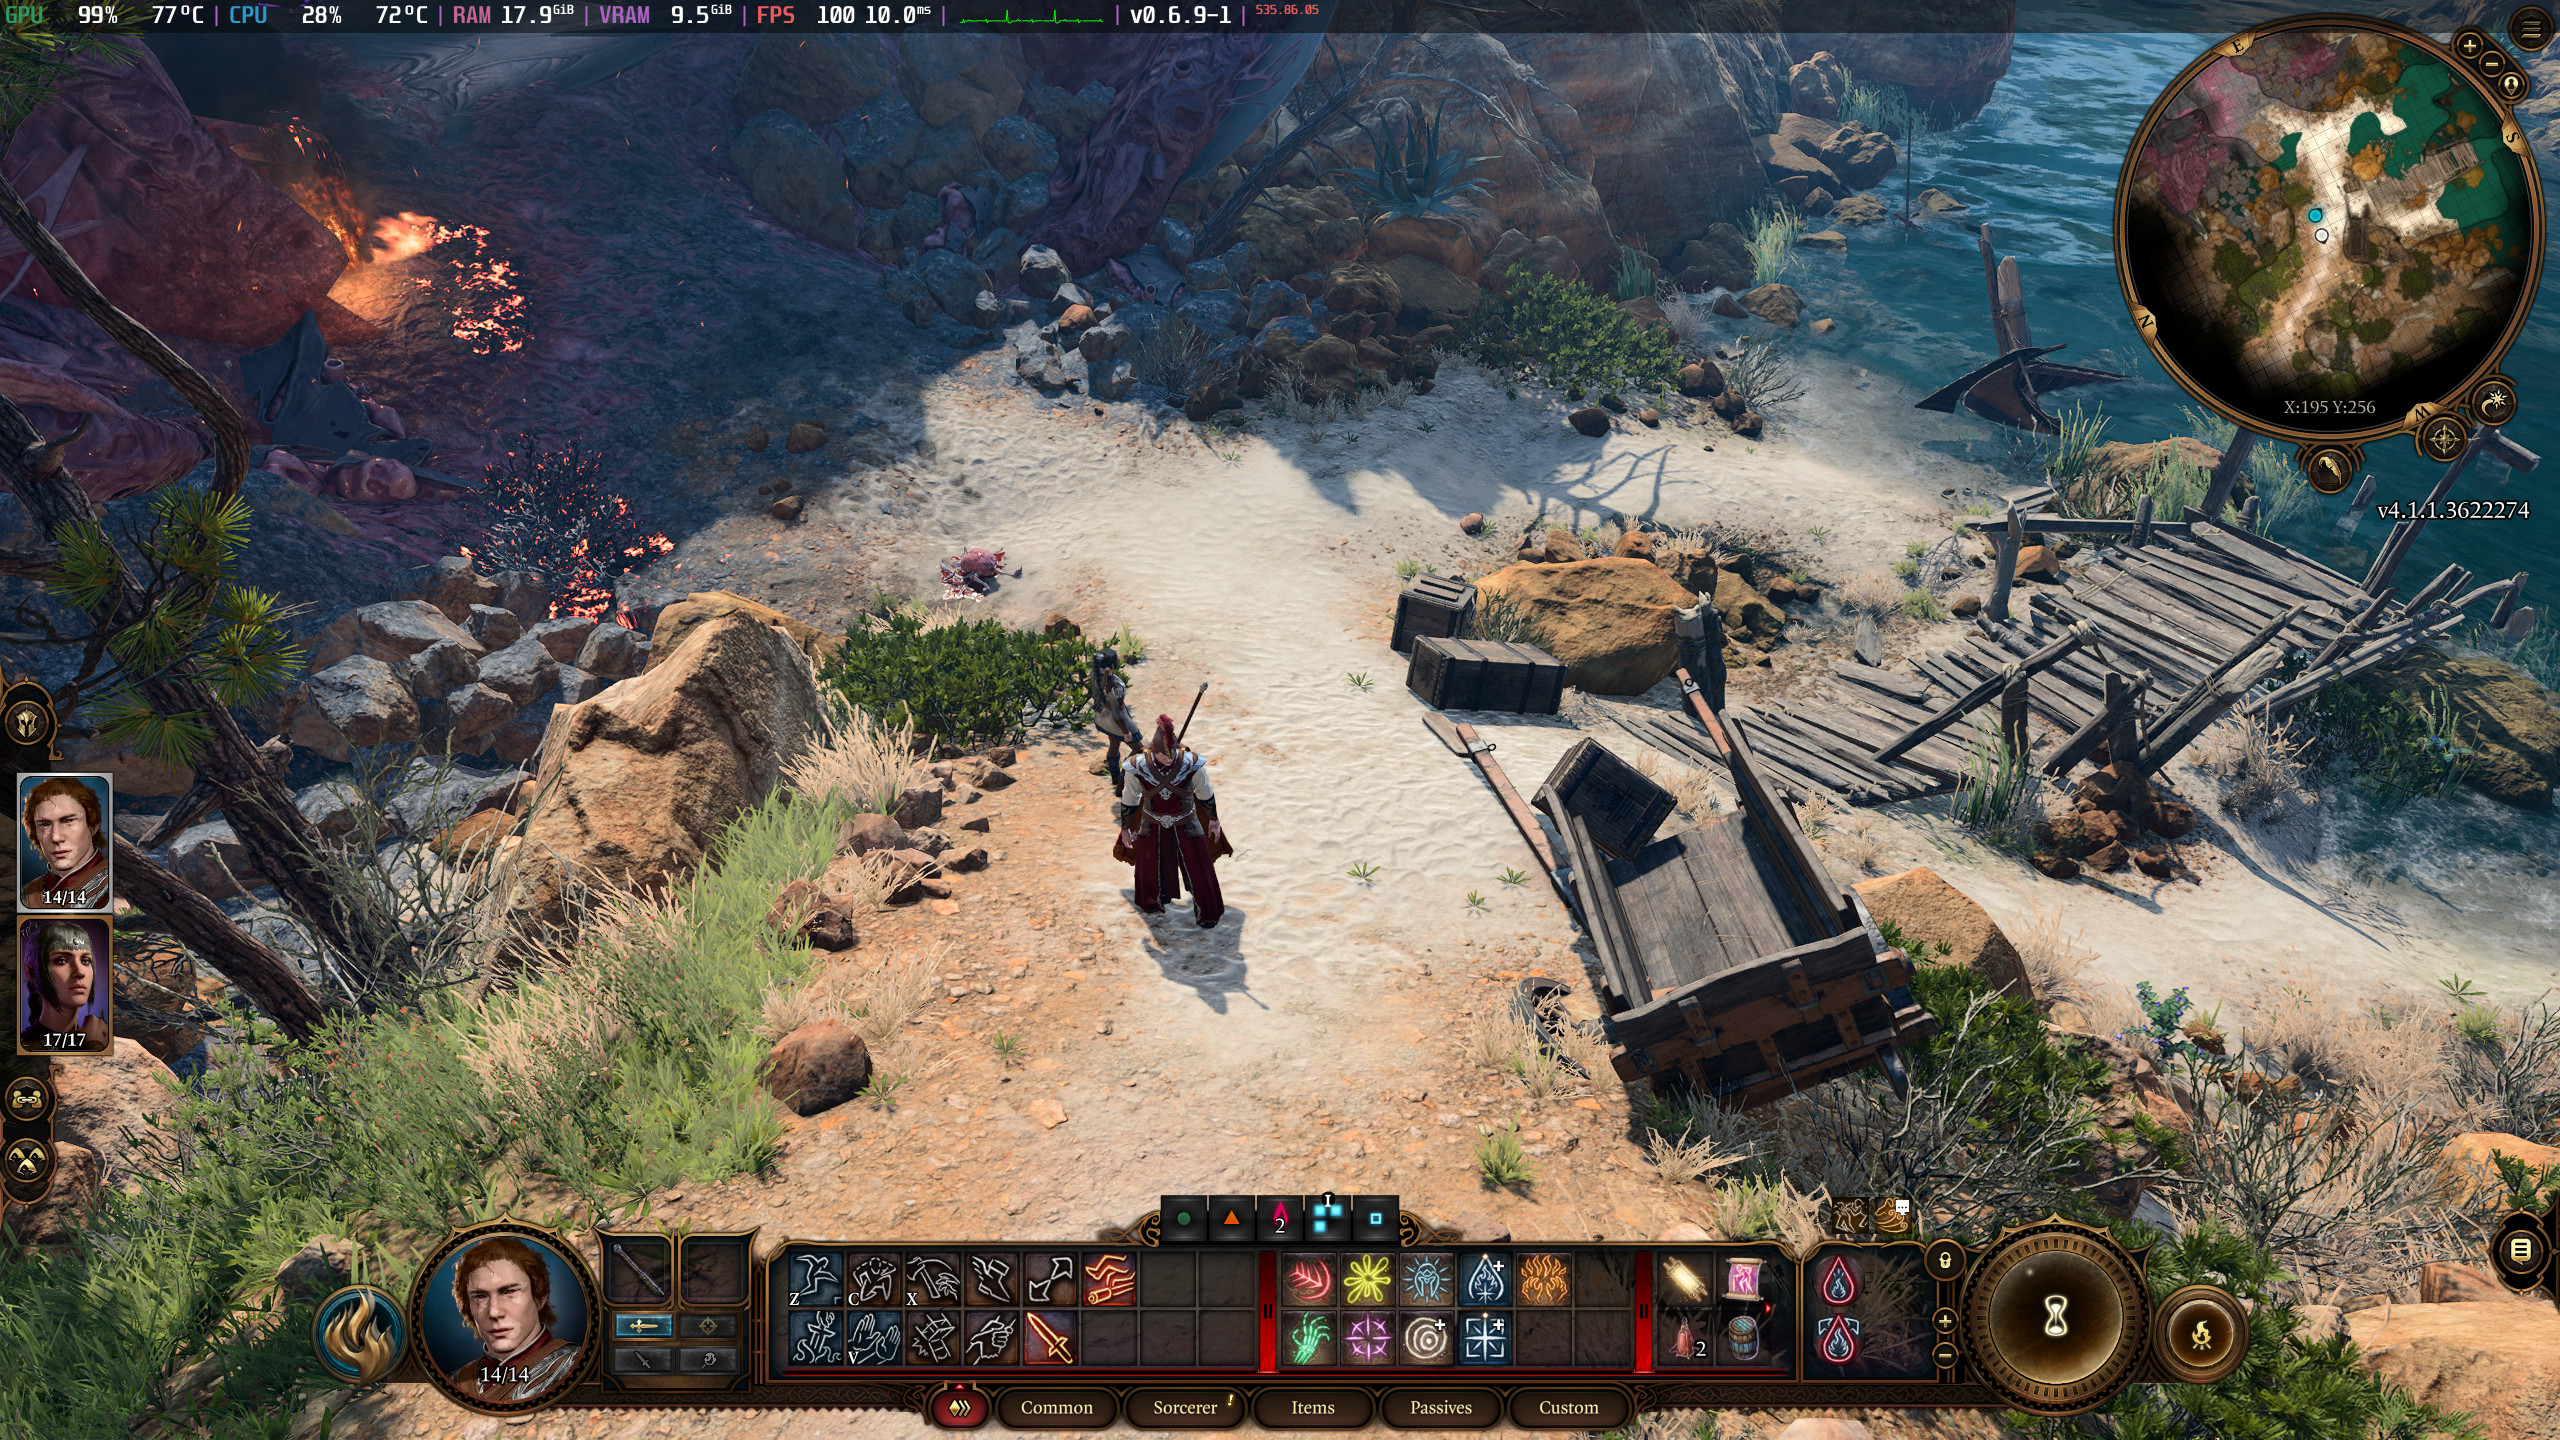 GPU 99% 77°C | CPU 28% 72°C | RAM 17.9GiB | VRAM 9.5GiB | FPS 100 10.0ms | | v0.6.9-1 | 535.86.05
E
S
N
W
X:195 Y:256
v4.1.1.3622274
14/14
17/17
I
2
Z C X
V
2
14/14
Common Sorcerer ! Items Passives Custom